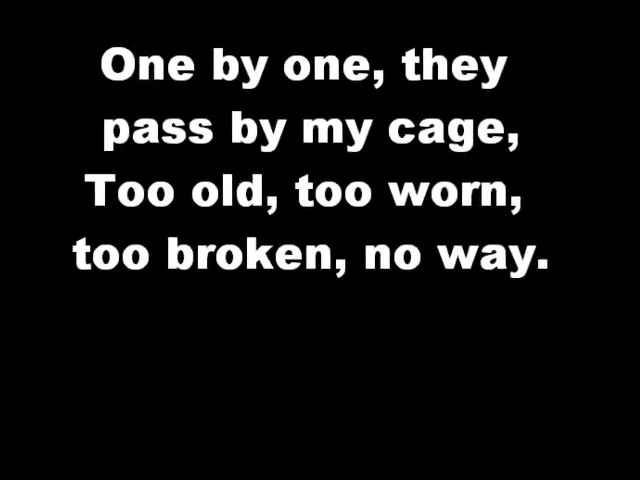 One by one, they
pass by my cage,
Too old, too worn,
too broken, no way.